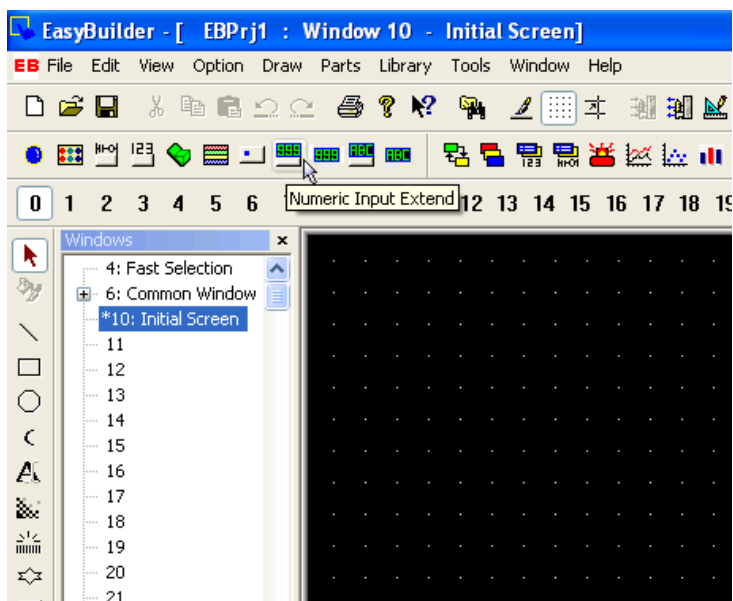 EasyBuilder - [ EBPrj1 : Window 10 - Initial Screen]
EB File Edit View Option Draw Parts Library Tools Window Help
123 999 999 ABC ABC 123
0 1 2 3 4 5 6 12 13 14 15 16 17 18 19
Numeric Input Extend
Windows
4: Fast Selection
6: Common Window
*10: Initial Screen
11
12
13
14
15
16
17
18
19
20
21